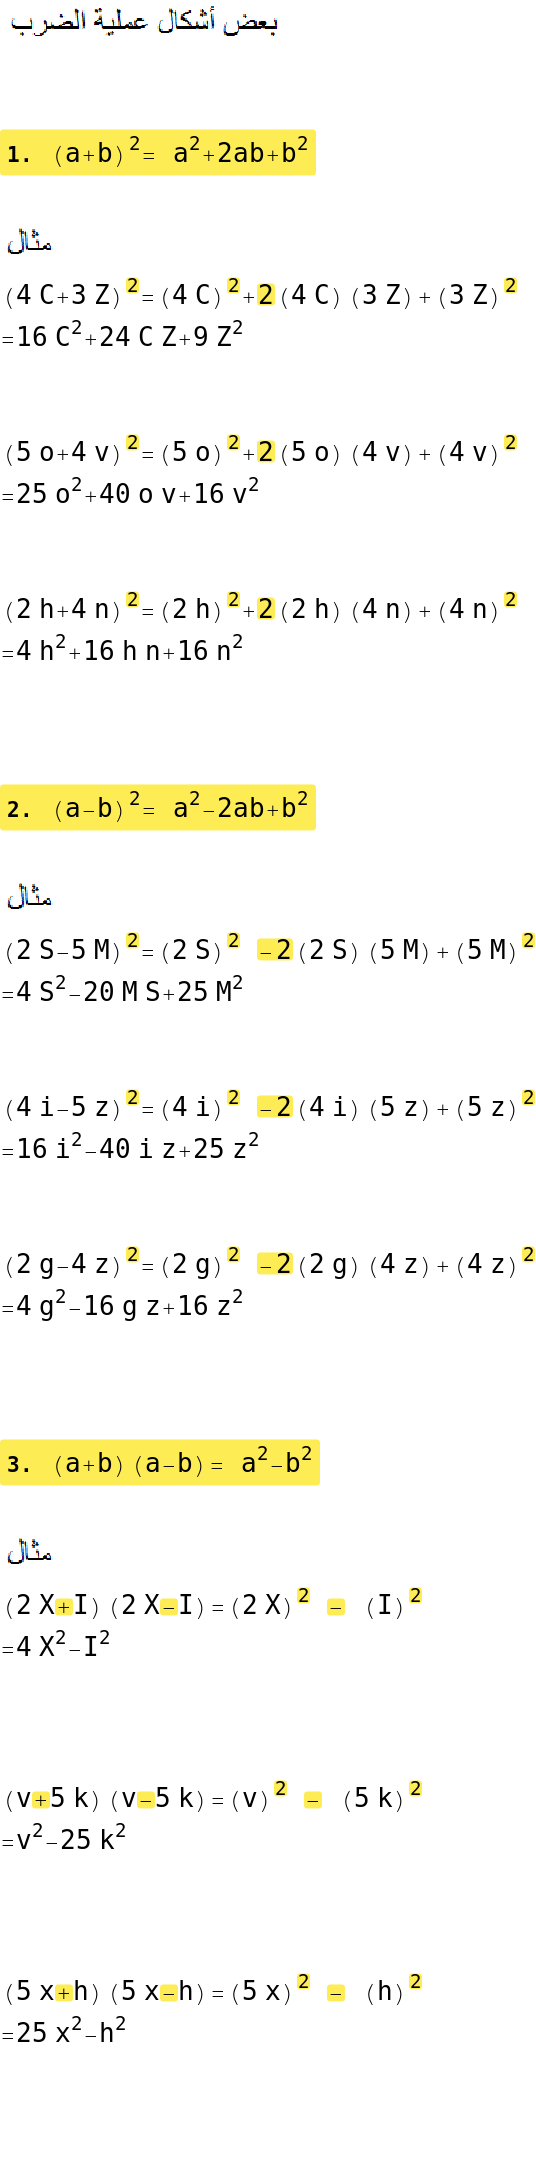 بعض أشكال عملية الضرب
1. (a+b)²= a²+2ab+b²
مثال
(4 C+3 Z)²=(4 C)²+2(4 C)(3 Z)+(3 Z)²
=16 C²+24 C Z+9 Z²
(5 o+4 v)²=(5 o)²+2(5 o)(4 v)+(4 v)²
=25 o²+40 o v+16 v²
(2 h+4 n)²=(2 h)²+2(2 h)(4 n)+(4 n)²
=4 h²+16 h n+16 n²
2. (a−b)²= a²−2ab+b²
مثال
(2 S−5 M)²=(2 S)² −2(2 S)(5 M)+(5 M)²
=4 S²−20 M S+25 M²
(4 i−5 z)²=(4 i)² −2(4 i)(5 z)+(5 z)²
=16 i²−40 i z+25 z²
(2 g−4 z)²=(2 g)² −2(2 g)(4 z)+(4 z)²
=4 g²−16 g z+16 z²
3. (a+b)(a−b)= a²−b²
مثال
(2 X+I)(2 X−I)=(2 X)² − (I)²
=4 X²−I²
(v+5 k)(v−5 k)=(v)² − (5 k)²
=v²−25 k²
(5 x+h)(5 x−h)=(5 x)² − (h)²
=25 x²−h²